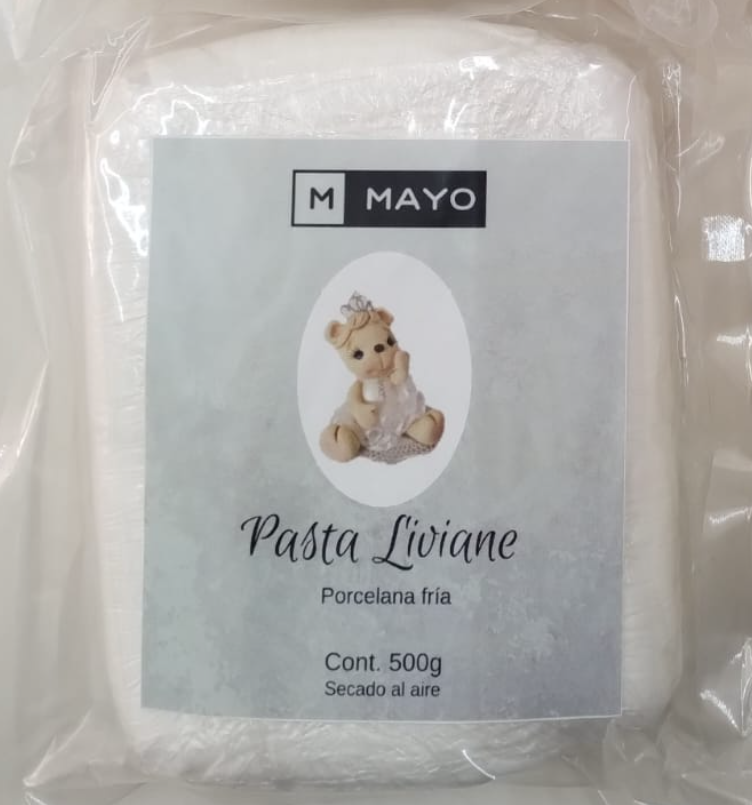 M MAYO
Pasta Liviane
Porcelana fría
Cont. 500g
Secado al aire